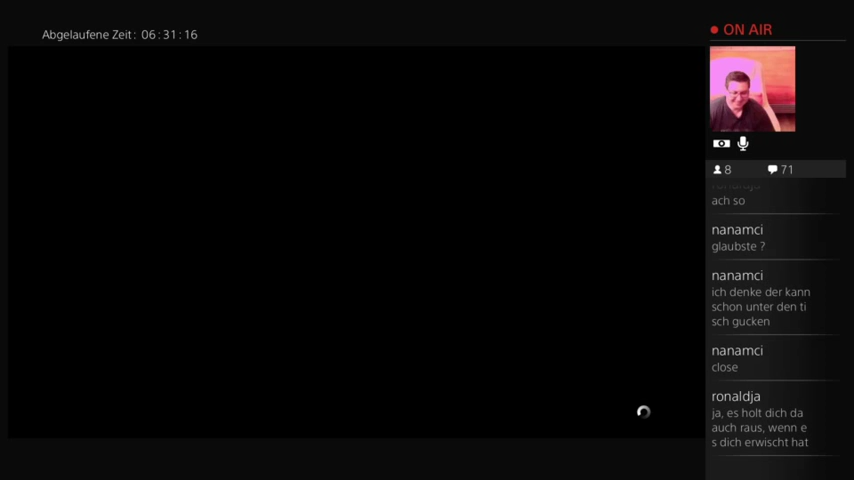 Abgelaufene Zeit: 06:31:16
ON AIR
8 71
ach so
nanamci
glaubste ?
nanamci
ich denke der kann
schon unter den ti
sch gucken
nanamci
close
ronaldja
ja, es holt dich da
auch raus, wenn e
s dich erwischt hat